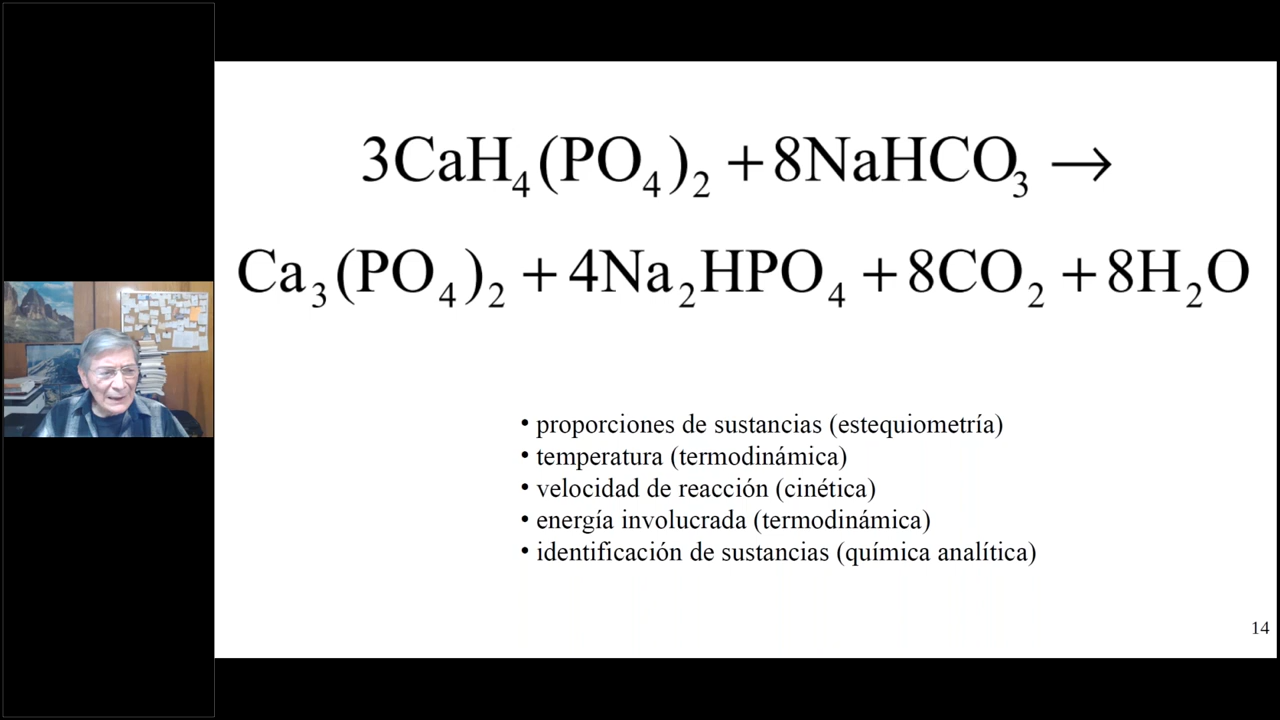 3CaH₄(PO₄)₂ + 8NaHCO₃ →
Ca₃(PO₄)₂ + 4Na₂HPO₄ + 8CO₂ + 8H₂O
• proporciones de sustancias (estequiometría)
• temperatura (termodinámica)
• velocidad de reacción (cinética)
• energía involucrada (termodinámica)
• identificación de sustancias (química analítica)
14